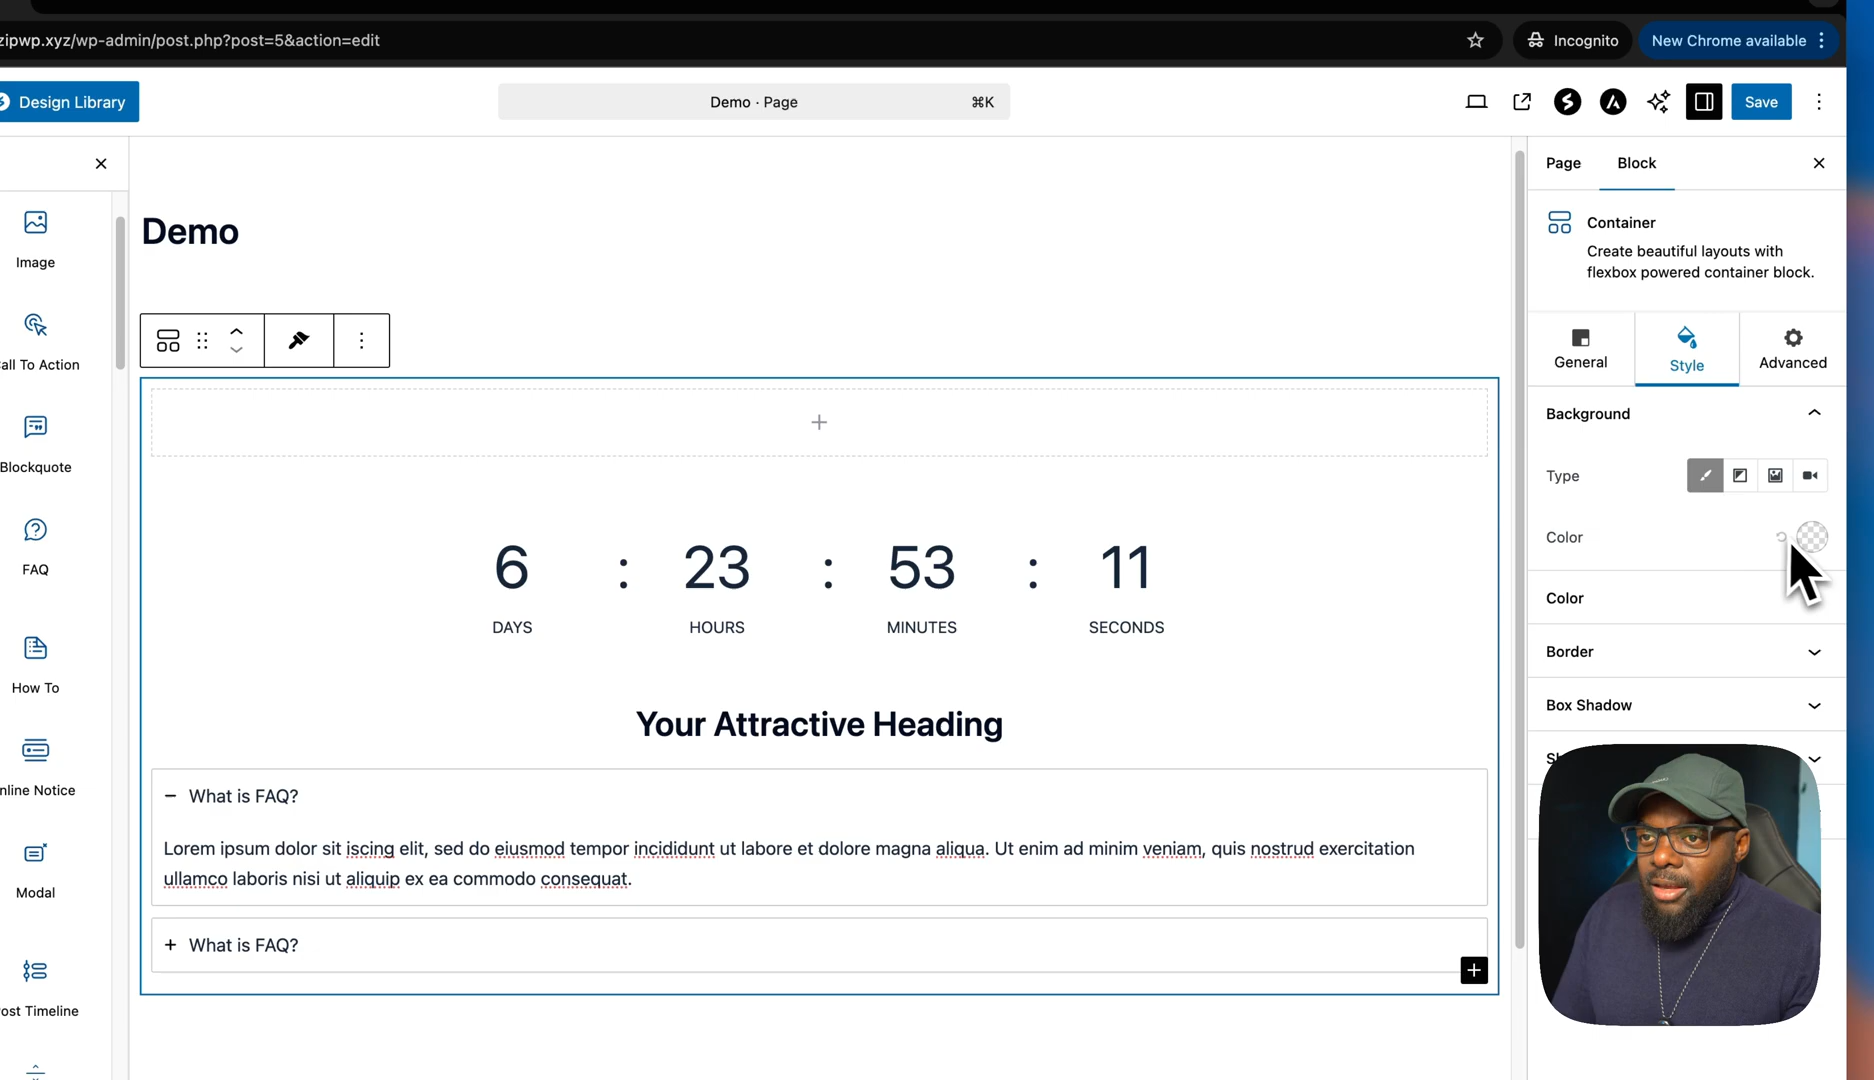 zipwp.xyz/wp-admin/post.php?post=5&action=edit
Incognito
New Chrome available
Design Library
Demo · Page
⌘K
Save
Page
Block
Image
all To Action
Blockquote
FAQ
How To
nline Notice
Modal
ost Timeline
Demo
6 : 23 : 53 : 11
DAYS HOURS MINUTES SECONDS
Your Attractive Heading
What is FAQ?
Lorem ipsum dolor sit iscing elit, sed do eiusmod tempor incididunt ut labore et dolore magna aliqua. Ut enim ad minim veniam, quis nostrud exercitation
ullamco laboris nisi ut aliquip ex ea commodo consequat.
What is FAQ?
Container
Create beautiful layouts with
flexbox powered container block.
General
Style
Advanced
Background
Type
Color
Color
Border
Box Shadow